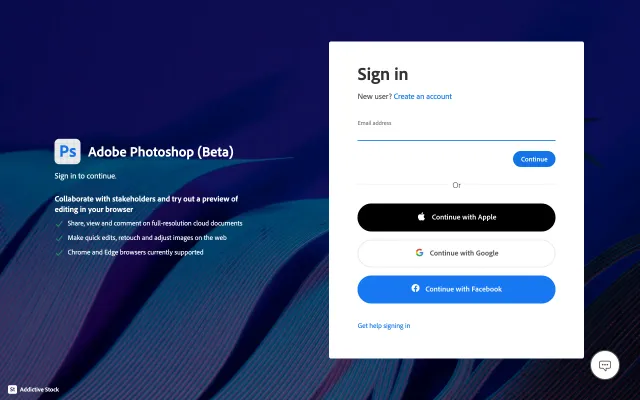 Ps Adobe Photoshop (Beta)
Sign in to continue.
Collaborate with stakeholders and try out a preview of
editing in your browser
Share, view and comment on full-resolution cloud documents
Make quick edits, retouch and adjust images on the web
Chrome and Edge browsers currently supported
Sign in
New user? Create an account
Email address
Continue
Or
Continue with Apple
Continue with Google
Continue with Facebook
Get help signing in
St Addictive Stock